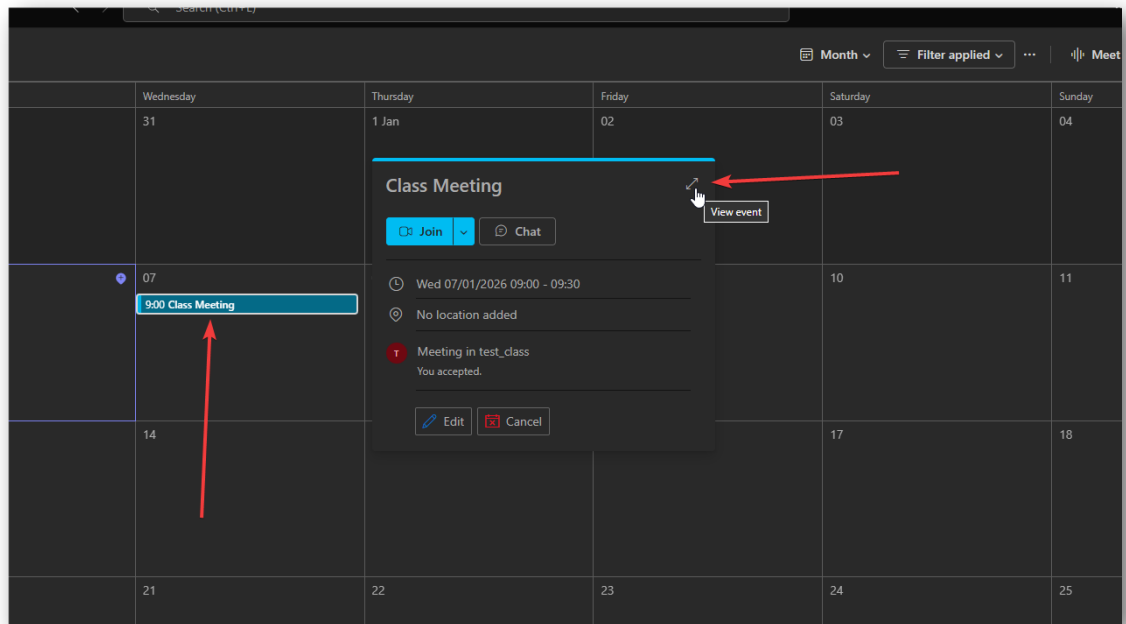 Search (Ctrl+E)
Month
Filter applied
Meet
Wednesday
Thursday
Friday
Saturday
Sunday
31
1 Jan
02
03
04
Class Meeting
View event
Join
Chat
07
10
11
9:00 Class Meeting
Wed 07/01/2026 09:00 - 09:30
No location added
T
Meeting in test_class
You accepted.
Edit
Cancel
14
17
18
21
22
23
24
25